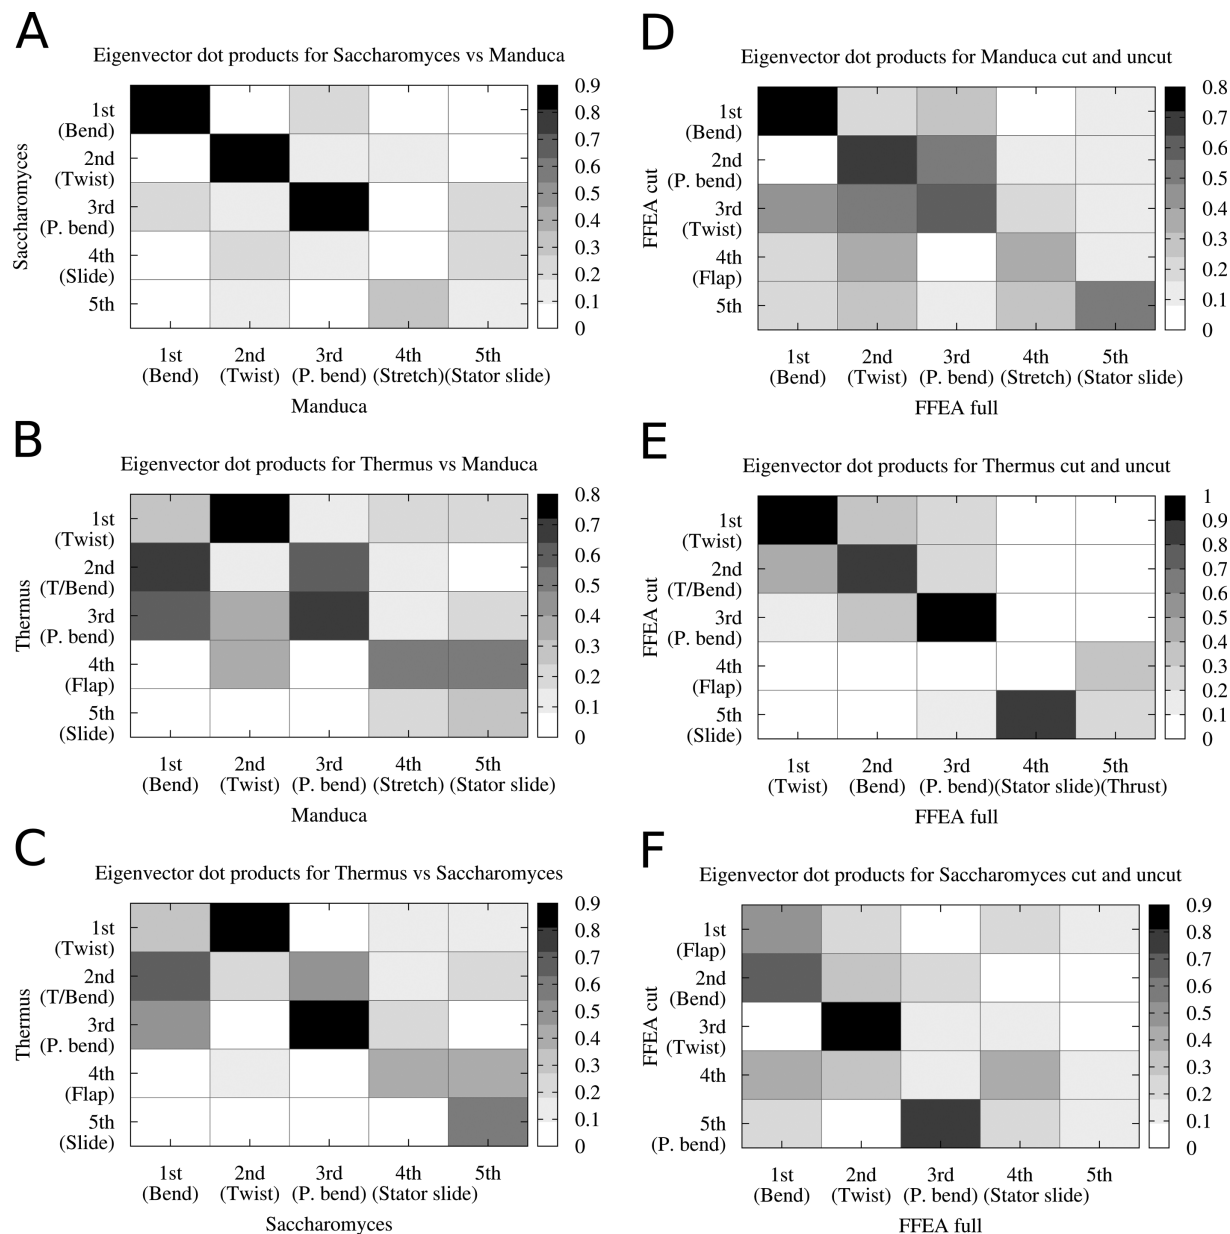 A
Eigenvector dot products for Saccharomyces vs Manduca
Saccharomyces
1st
(Bend)
2nd
(Twist)
3rd
(P. bend)
4th
(Slide)
5th
0.9
0.8
0.7
0.6
0.5
0.4
0.3
0.2
0.1
0
1st 2nd 3rd 4th 5th
(Bend) (Twist) (P. bend) (Stretch) (Stator slide)
Manduca
B
Eigenvector dot products for Thermus vs Manduca
Thermus
1st
(Twist)
2nd
(T/Bend)
3rd
(P. bend)
4th
(Flap)
5th
(Slide)
0.8
0.7
0.6
0.5
0.4
0.3
0.2
0.1
0
1st 2nd 3rd 4th 5th
(Bend) (Twist) (P. bend) (Stretch) (Stator slide)
Manduca
C
Eigenvector dot products for Thermus vs Saccharomyces
Thermus
1st
(Twist)
2nd
(T/Bend)
3rd
(P. bend)
4th
(Flap)
5th
(Slide)
0.9
0.8
0.7
0.6
0.5
0.4
0.3
0.2
0.1
0
1st 2nd 3rd 4th 5th
(Bend) (Twist) (P. bend) (Stator slide)
Saccharomyces
D
Eigenvector dot products for Manduca cut and uncut
FFEA cut
1st
(Bend)
2nd
(P. bend)
3rd
(Twist)
4th
(Flap)
5th
0.8
0.7
0.6
0.5
0.4
0.3
0.2
0.1
0
1st 2nd 3rd 4th 5th
(Bend) (Twist) (P. bend) (Stretch) (Stator slide)
FFEA full
E
Eigenvector dot products for Thermus cut and uncut
FFEA cut
1st
(Twist)
2nd
(T/Bend)
3rd
(P. bend)
4th
(Flap)
5th
(Slide)
1
0.9
0.8
0.7
0.6
0.5
0.4
0.3
0.2
0.1
0
1st 2nd 3rd 4th 5th
(Twist) (Bend) (P. bend)(Stator slide)(Thrust)
FFEA full
F
Eigenvector dot products for Saccharomyces cut and uncut
FFEA cut
1st
(Flap)
2nd
(Bend)
3rd
(Twist)
4th
5th
(P. bend)
0.9
0.8
0.7
0.6
0.5
0.4
0.3
0.2
0.1
0
1st 2nd 3rd 4th 5th
(Bend) (Twist) (P. bend) (Stator slide)
FFEA full